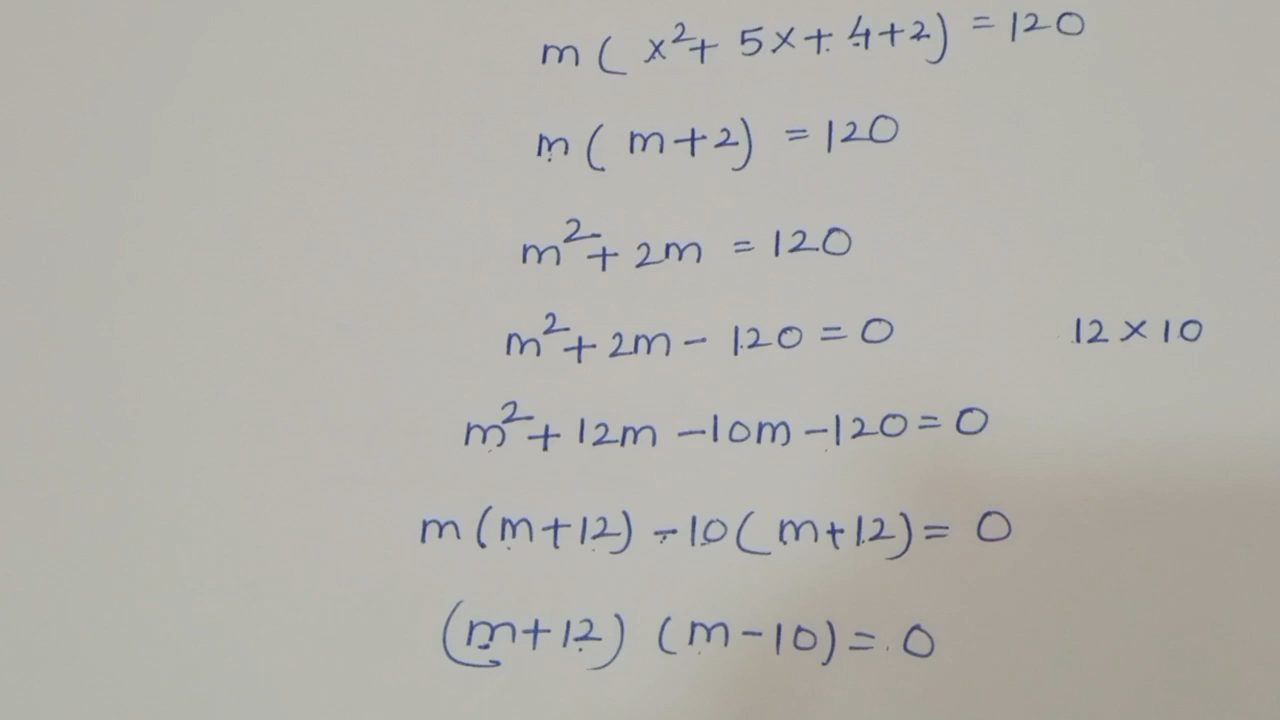 m ( x² + 5x + 4 + 2) = 120
m ( m + 2) = 120
m² + 2m = 120
m² + 2m - 120 = 0
12 × 10
m² + 12m - 10m - 120 = 0
m (m + 12) - 10 ( m + 12) = 0
(m + 12) (m - 10) = 0